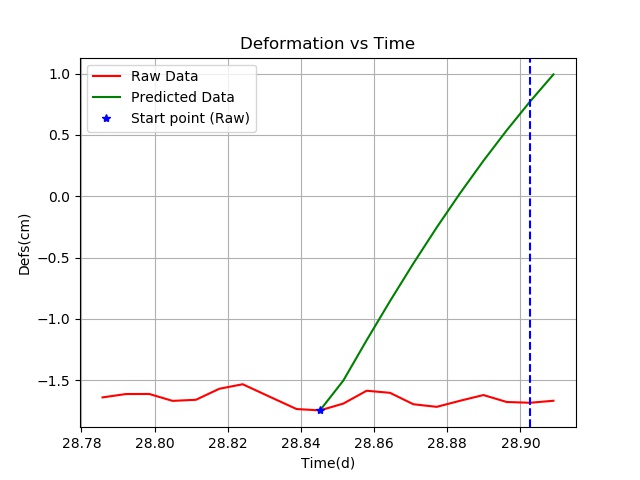 Deformation vs Time
Raw Data
Predicted Data
Start point (Raw)
1.0
0.5
0.0
−0.5
−1.0
−1.5
Defs(cm)
28.78 28.80 28.82 28.84 28.86 28.88 28.90
Time(d)